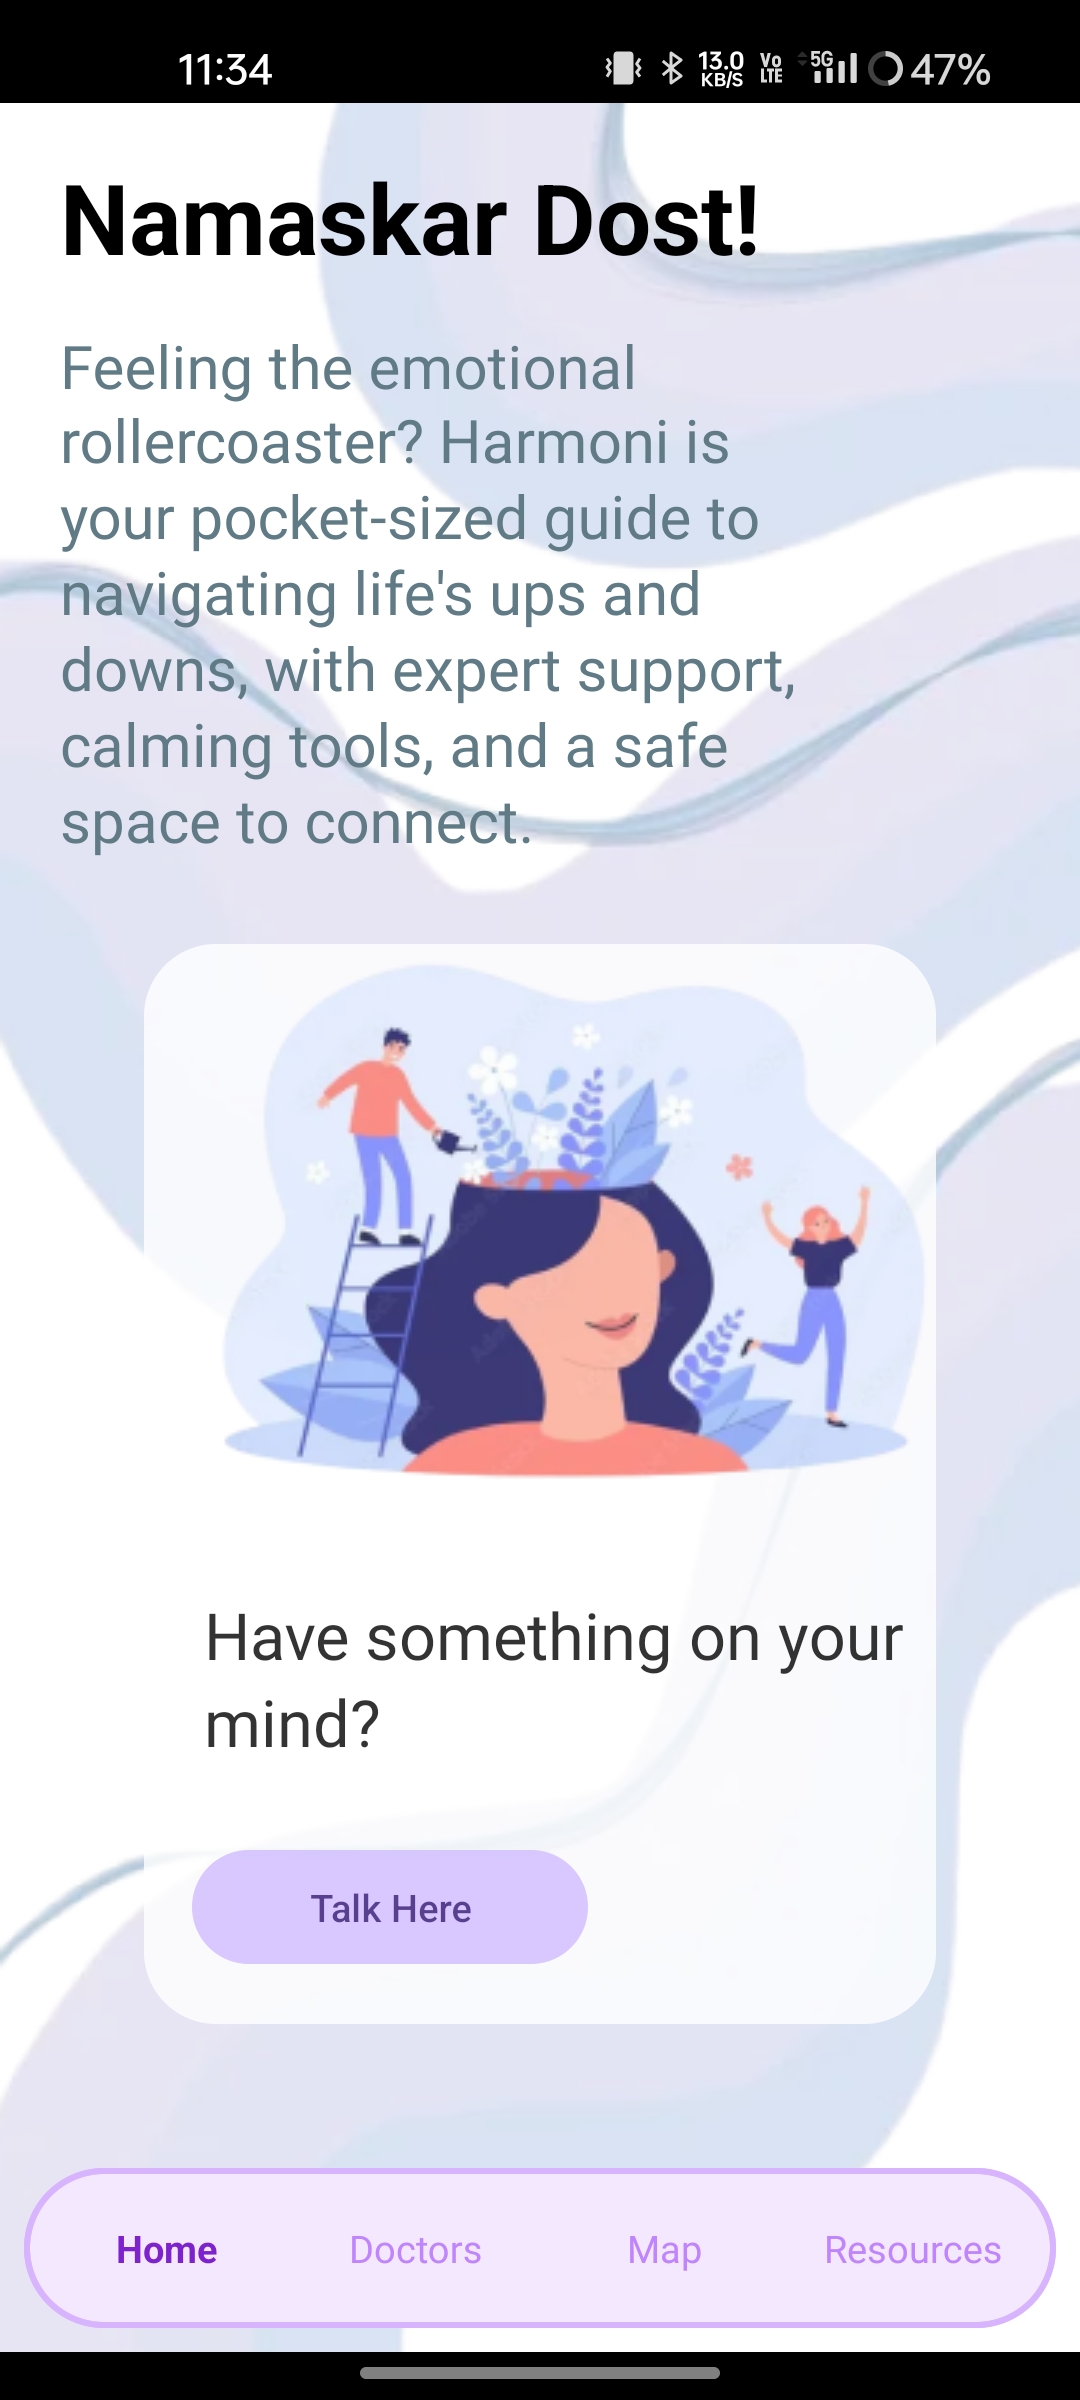 11:34
13.0
KB/S
Vo
LTE
5G
47%
Namaskar Dost!
Feeling the emotional
rollercoaster? Harmoni is
your pocket-sized guide to
navigating life's ups and
downs, with expert support,
calming tools, and a safe
space to connect.
Have something on your
mind?
Talk Here
Home
Doctors
Map
Resources